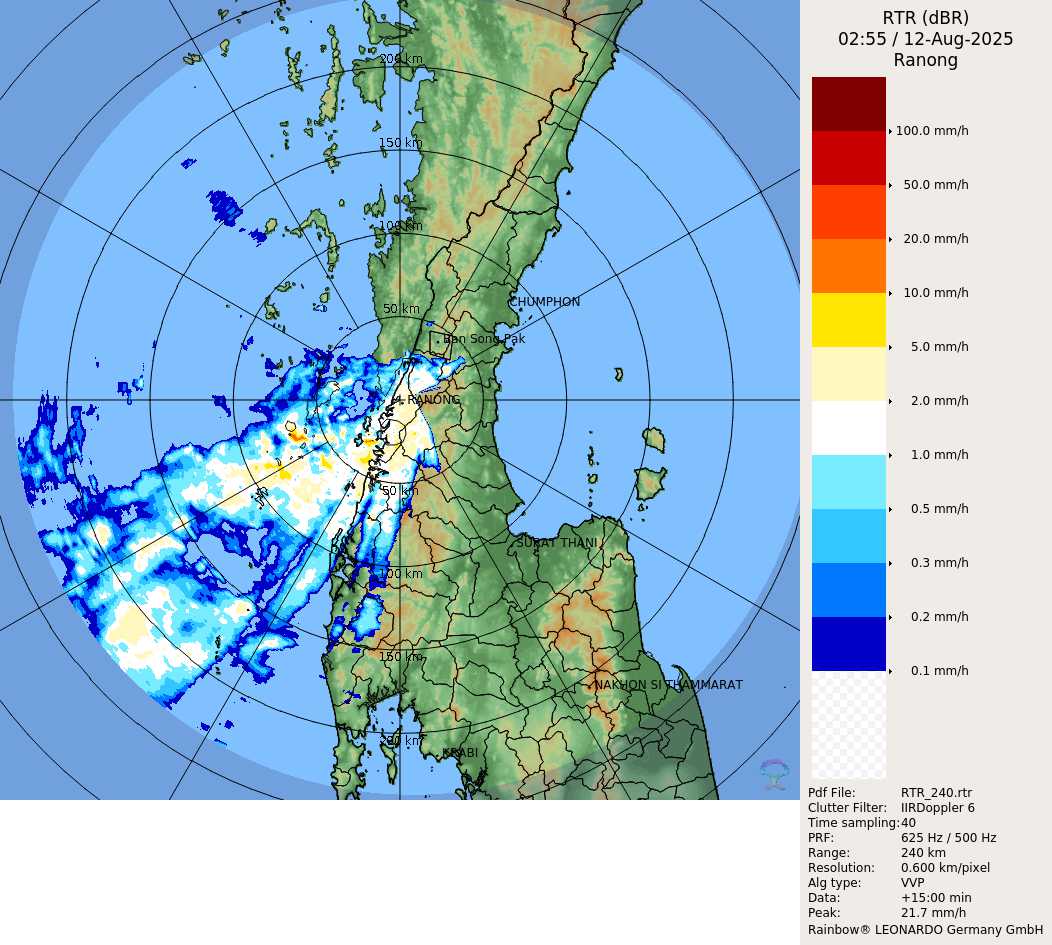 RTR (dBR)
02:55 / 12-Aug-2025
Ranong
200 km
150 km
100 km
50 km
CHUMPHON
Ban Song Pak
RANONG
50 km
SURAT THANI
100 km
150 km
NAKHON SI THAMMARAT
200 km
KRABI
100.0 mm/h
50.0 mm/h
20.0 mm/h
10.0 mm/h
5.0 mm/h
2.0 mm/h
1.0 mm/h
0.5 mm/h
0.3 mm/h
0.2 mm/h
0.1 mm/h
Pdf File: RTR_240.rtr
Clutter Filter: IIRDoppler 6
Time sampling:40
PRF: 625 Hz / 500 Hz
Range: 240 km
Resolution: 0.600 km/pixel
Alg type: VVP
Data: +15:00 min
Peak: 21.7 mm/h
Rainbow® LEONARDO Germany GmbH